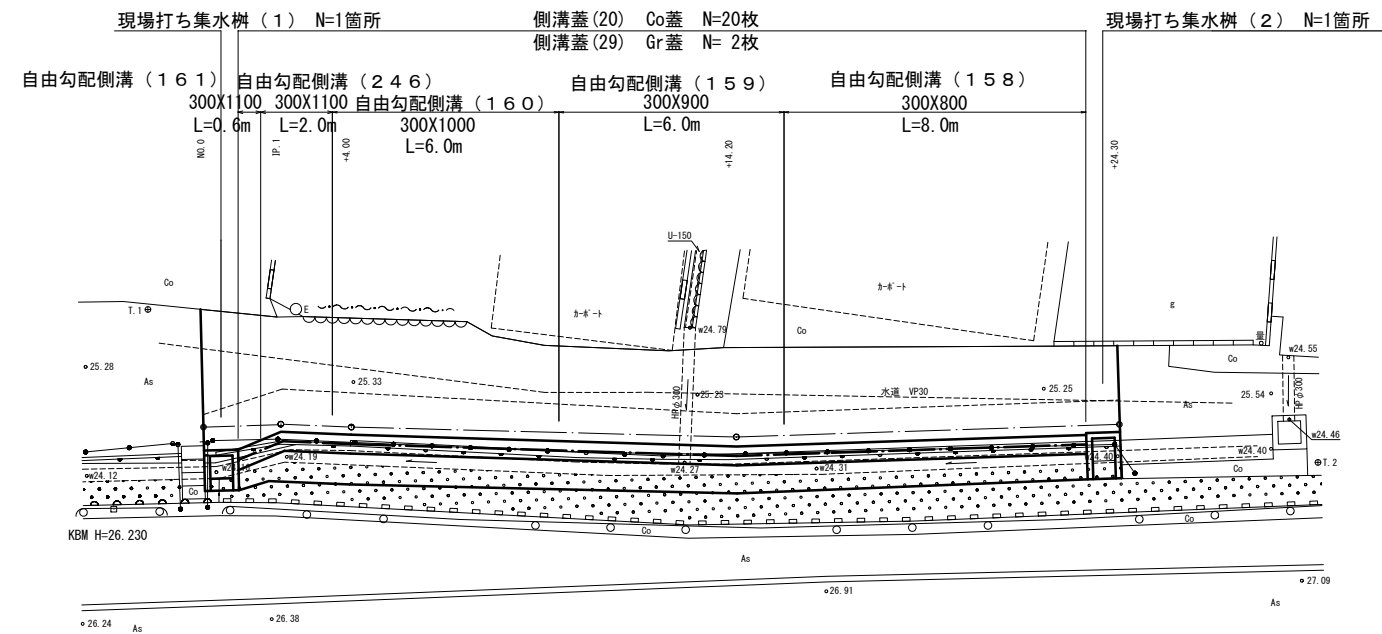 現場打ち集水桝（１） N=1箇所
側溝蓋(20) Co蓋 N=20枚
側溝蓋(29) Gr蓋 N= 2枚
現場打ち集水桝（２） N=1箇所
自由勾配側溝（１６１）
300X1100
L=0.6m
自由勾配側溝（２４６）
300X1100
L=2.0m
自由勾配側溝（１６０）
300X1000
L=6.0m
自由勾配側溝（１５９）
300X900
L=6.0m
自由勾配側溝（１５８）
300X800
L=8.0m
NO.0
IP.1
+4.00
+14.20
+24.30
U-150
Co
T.1
E
ｶｰﾎﾟｰﾄ
w24.79
Co
ｶｰﾎﾟｰﾄ
g
量
w24.55
Co
25.28
As
25.33
HPφ300
25.23
水道 VP30
25.25
As
25.54
HPφ300
w24.46
w24.12
w24.19
w24.27
w24.31
4.40
w24.40
T.2
Co
Co
KBM H=26.230
Co
Co
As
26.91
27.09
As
26.24
As
26.38